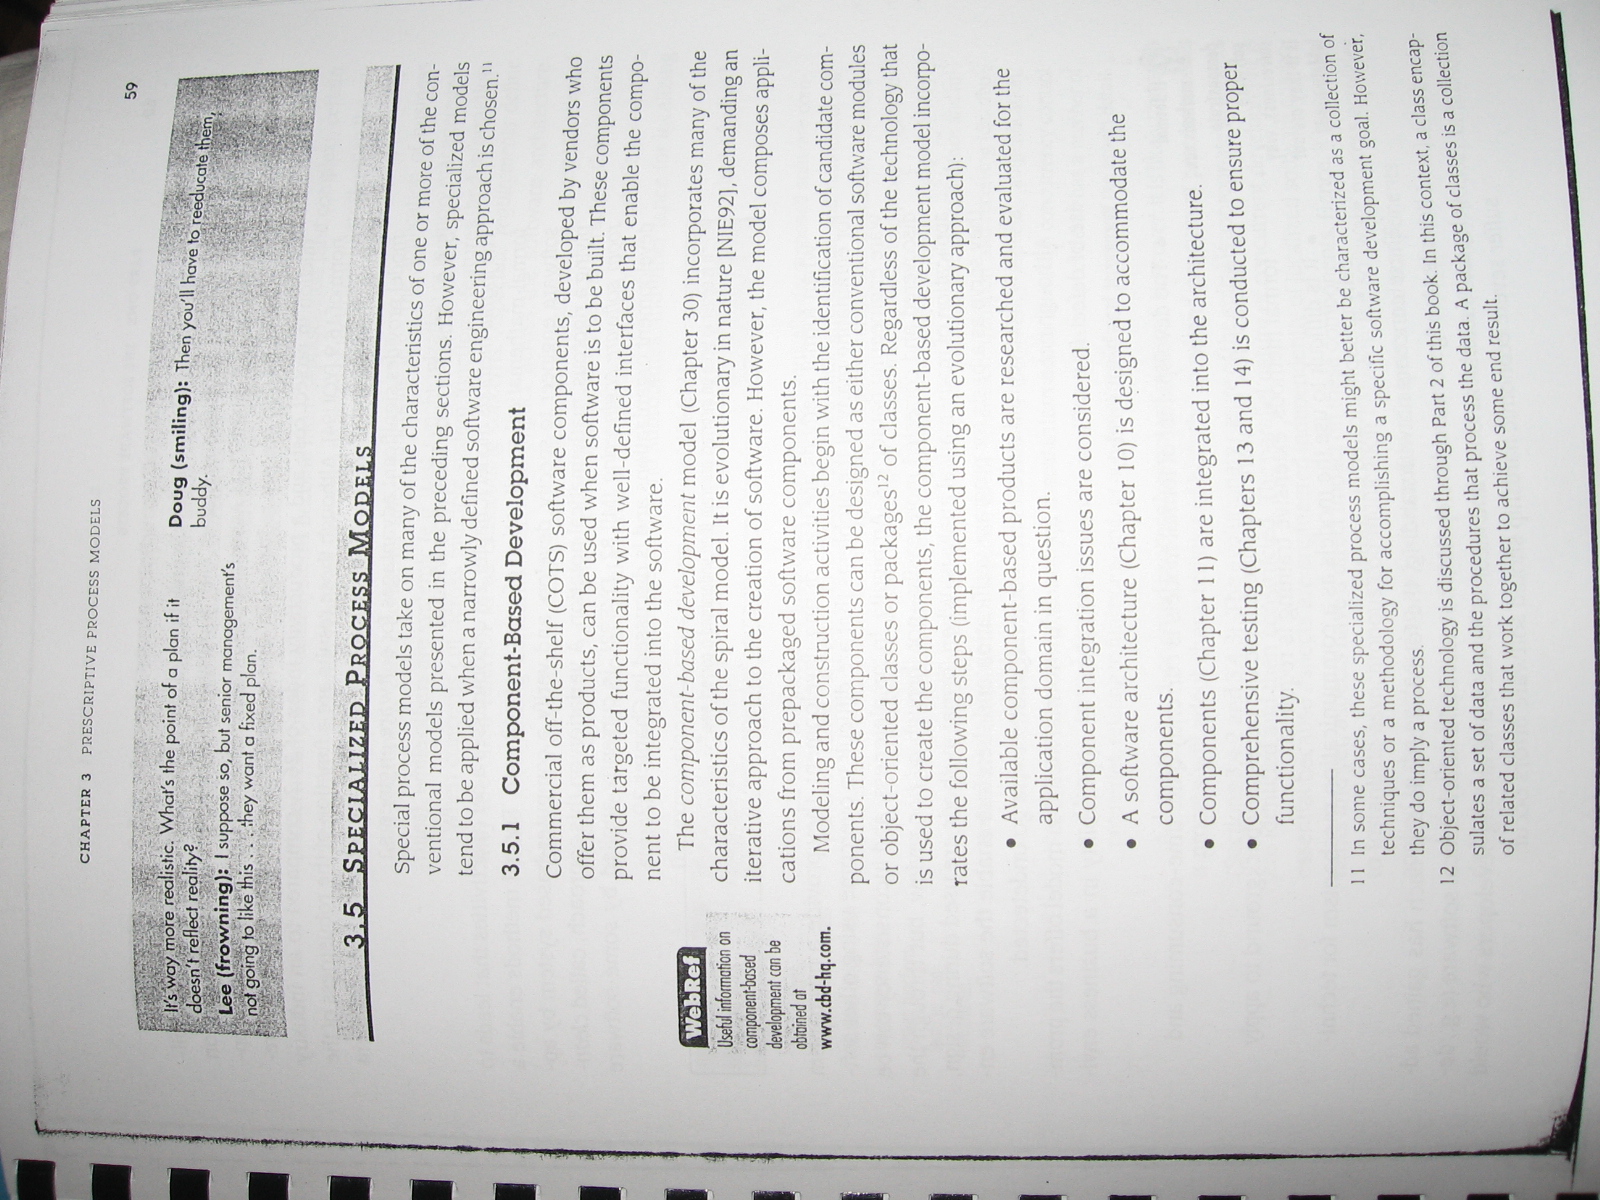 CHAPTER 3 PRESCRIPTIVE PROCESS MODELS
59
It's way more realistic. What's the point of a plan if it
doesn't reflect reality?
Lee (frowning): I suppose so, but senior management's
not going to like this . . . they want a fixed plan.
Doug (smiling): Then you'll have to reeducate them,
buddy.
3.5 SPECIALIZED PROCESS MODELS
Special process models take on many of the characteristics of one or more of the con-
ventional models presented in the preceding sections. However, specialized models
tend to be applied when a narrowly defined software engineering approach is chosen.11
3.5.1 Component-Based Development
Commercial off-the-shelf (COTS) software components, developed by vendors who
offer them as products, can be used when software is to be built. These components
provide targeted functionality with well-defined interfaces that enable the compo-
nent to be integrated into the software.
The component-based development model (Chapter 30) incorporates many of the
characteristics of the spiral model. It is evolutionary in nature [NIE92], demanding an
iterative approach to the creation of software. However, the model composes appli-
cations from prepackaged software components.
WebRef
Useful information on
component-based
development can be
obtained at
www.cbd-hq.com.
Modeling and construction activities begin with the identification of candidate com-
ponents. These components can be designed as either conventional software modules
or object-oriented classes or packages12 of classes. Regardless of the technology that
is used to create the components, the component-based development model incorpo-
rates the following steps (implemented using an evolutionary approach):
• Available component-based products are researched and evaluated for the
application domain in question.
• Component integration issues are considered.
• A software architecture (Chapter 10) is designed to accommodate the
components.
• Components (Chapter 11) are integrated into the architecture.
• Comprehensive testing (Chapters 13 and 14) is conducted to ensure proper
functionality.
11 In some cases, these specialized process models might better be characterized as a collection of
techniques or a methodology for accomplishing a specific software development goal. However,
they do imply a process.
12 Object-oriented technology is discussed through Part 2 of this book. In this context, a class encap-
sulates a set of data and the procedures that process the data. A package of classes is a collection
of related classes that work together to achieve some end result.